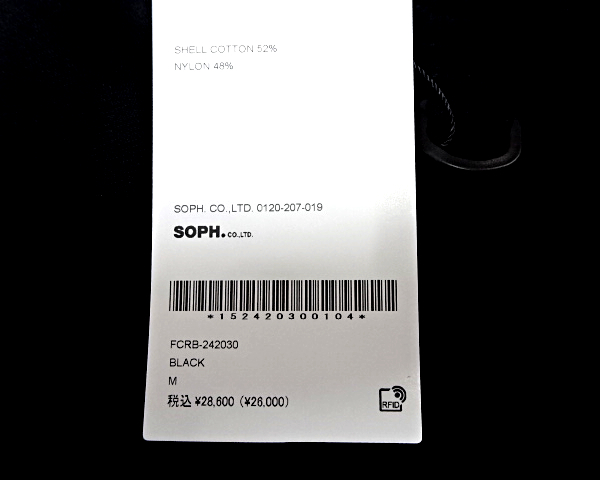 SHELL COTTON 52%
NYLON 48%
SOPH. CO.,LTD. 0120-207-019
SOPH. CO.,LTD.
*152420300104*
FCRB-242030
BLACK
M
税込 ¥28,600 (¥26,000)
RFID